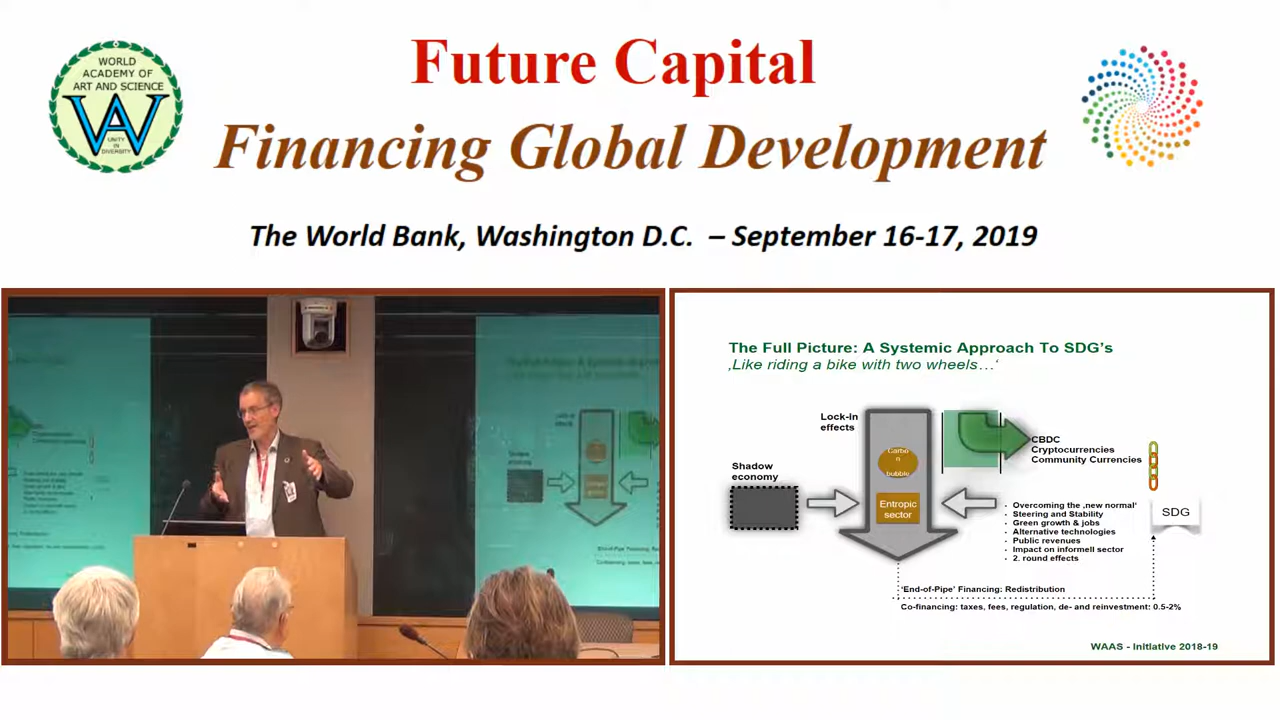 WORLD
ACADEMY OF
ART AND SCIENCE
UNITY
IN
DIVERSITY
Future Capital
Financing Global Development
The World Bank, Washington D.C. – September 16-17, 2019
The Full Picture: A Systemic Approach To SDG's
‚Like riding a bike with two wheels…‘
Lock-in
effects
Carbo
n
bubble
Shadow
economy
Entropic
sector
CBDC
Cryptocurrencies
Community Currencies
Overcoming the ‚new normal‘
Steering and Stability
Green growth & jobs
Alternative technologies
Public revenues
Impact on informell sector
2. round effects
SDG
‘End-of-Pipe’ Financing: Redistribution
Co-financing: taxes, fees, regulation, de- and reinvestment: 0.5-2%
WAAS - Initiative 2018-19